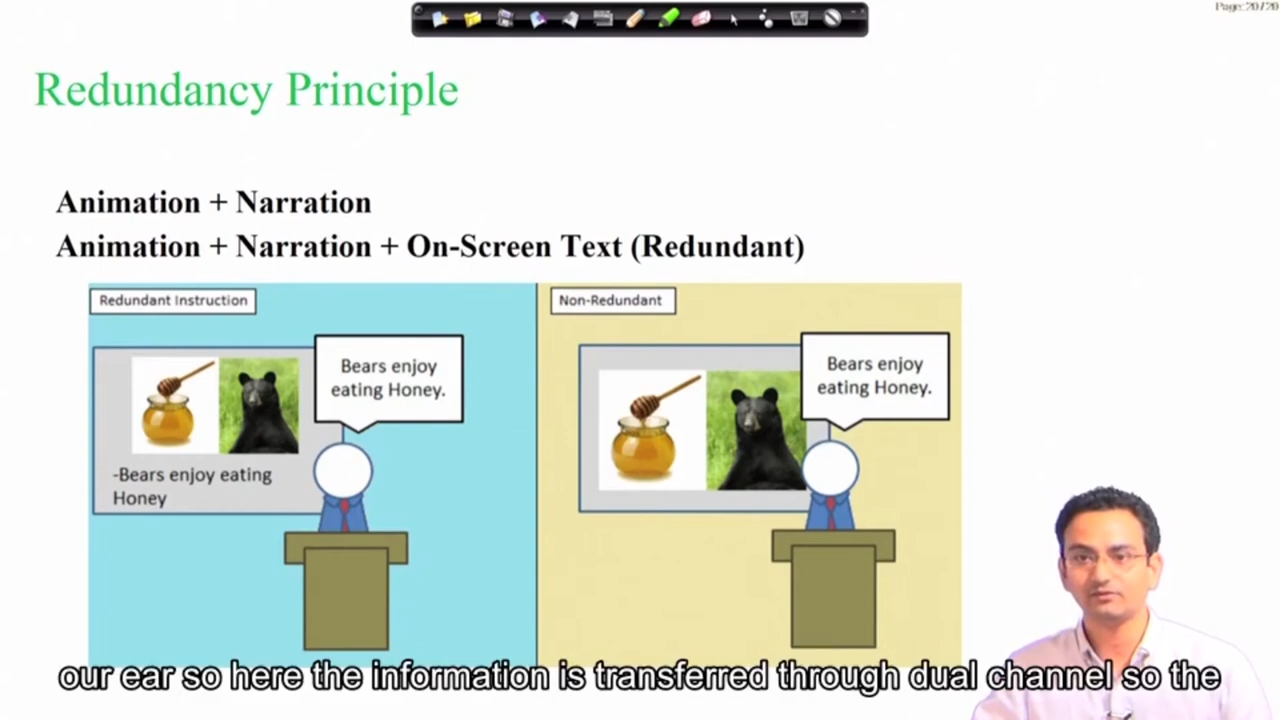 Page:20/20
Redundancy Principle
Animation + Narration
Animation + Narration + On-Screen Text (Redundant)
Redundant Instruction
Bears enjoy
eating Honey.
-Bears enjoy eating
Honey
Non-Redundant
Bears enjoy
eating Honey.
our ear so here the information is transferred through dual channel so the